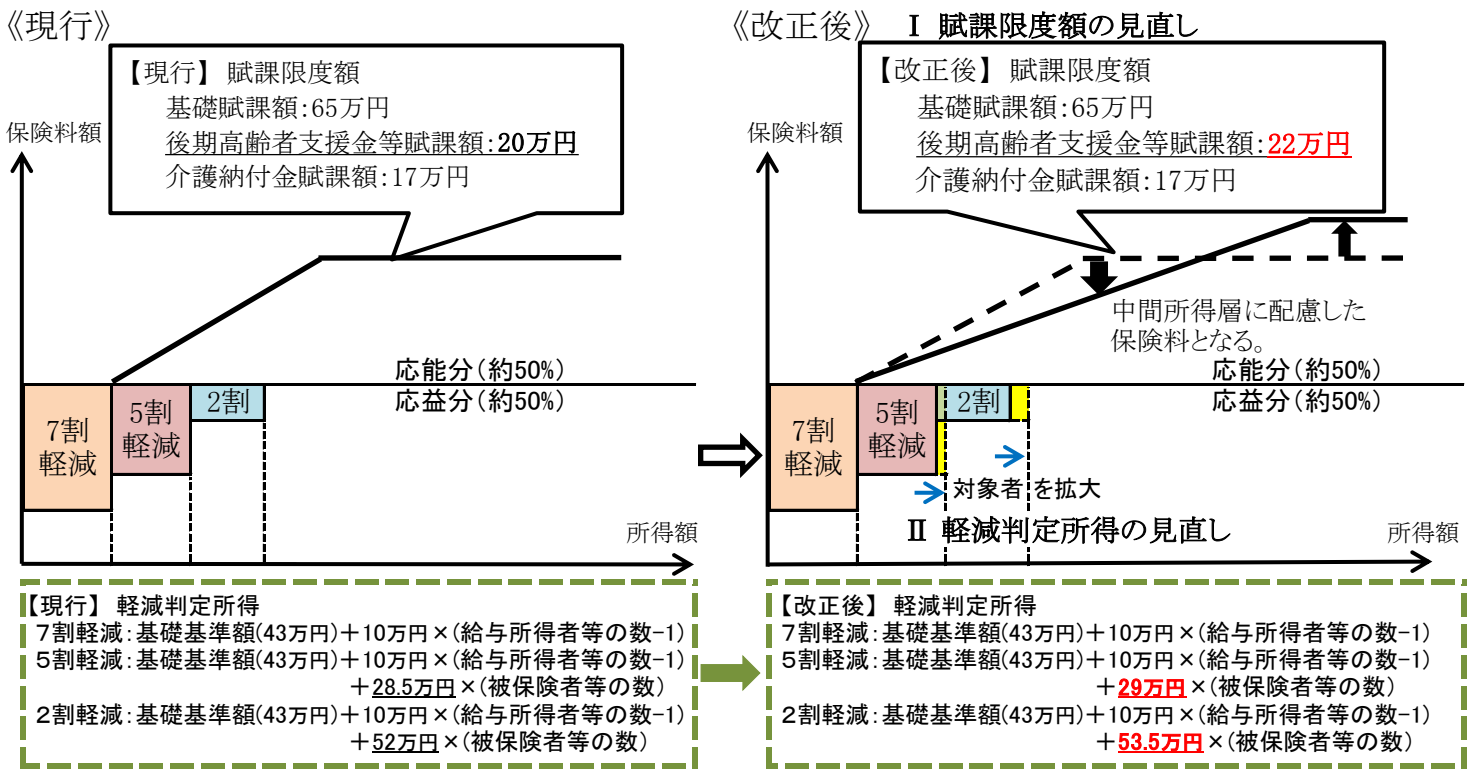 《現行》
【現行】 賦課限度額
基礎賦課額:65万円
後期高齢者支援金等賦課額:20万円
介護納付金賦課額:17万円
保険料額
応能分(約50%)
応益分(約50%)
7割
軽減
5割
軽減
2割
所得額
【現行】 軽減判定所得
7割軽減:基礎基準額(43万円)+10万円×(給与所得者等の数-1)
5割軽減:基礎基準額(43万円)+10万円×(給与所得者等の数-1)
+28.5万円×(被保険者等の数)
2割軽減:基礎基準額(43万円)+10万円×(給与所得者等の数-1)
+52万円×(被保険者等の数)
《改正後》 Ⅰ 賦課限度額の見直し
【改正後】 賦課限度額
基礎賦課額:65万円
後期高齢者支援金等賦課額:22万円
介護納付金賦課額:17万円
保険料額
中間所得層に配慮した
保険料となる。
応能分(約50%)
応益分(約50%)
7割
軽減
5割
軽減
2割
対象者を拡大
Ⅱ 軽減判定所得の見直し
所得額
【改正後】 軽減判定所得
7割軽減:基礎基準額(43万円)+10万円×(給与所得者等の数-1)
5割軽減:基礎基準額(43万円)+10万円×(給与所得者等の数-1)
+29万円×(被保険者等の数)
2割軽減:基礎基準額(43万円)+10万円×(給与所得者等の数-1)
+53.5万円×(被保険者等の数)